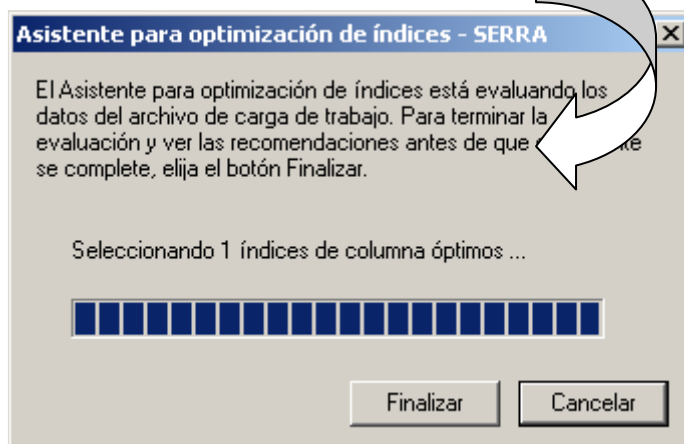 Asistente para optimización de índices - SERRA
El Asistente para optimización de índices está evaluando los
datos del archivo de carga de trabajo. Para terminar la
evaluación y ver las recomendaciones antes de que
se complete, elija el botón Finalizar.
Seleccionando 1 índices de columna óptimos ...
Finalizar
Cancelar